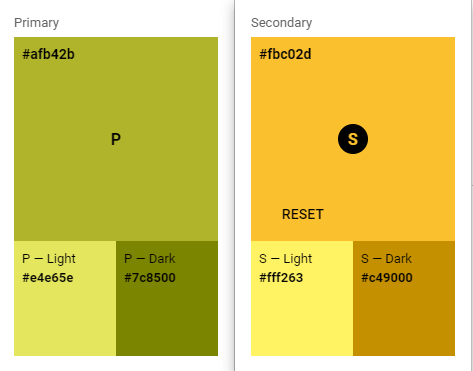 Primary
#afb42b
P
P — Light
#e4e65e
P — Dark
#7c8500
Secondary
#fbc02d
S
RESET
S — Light
#fff263
S — Dark
#c49000